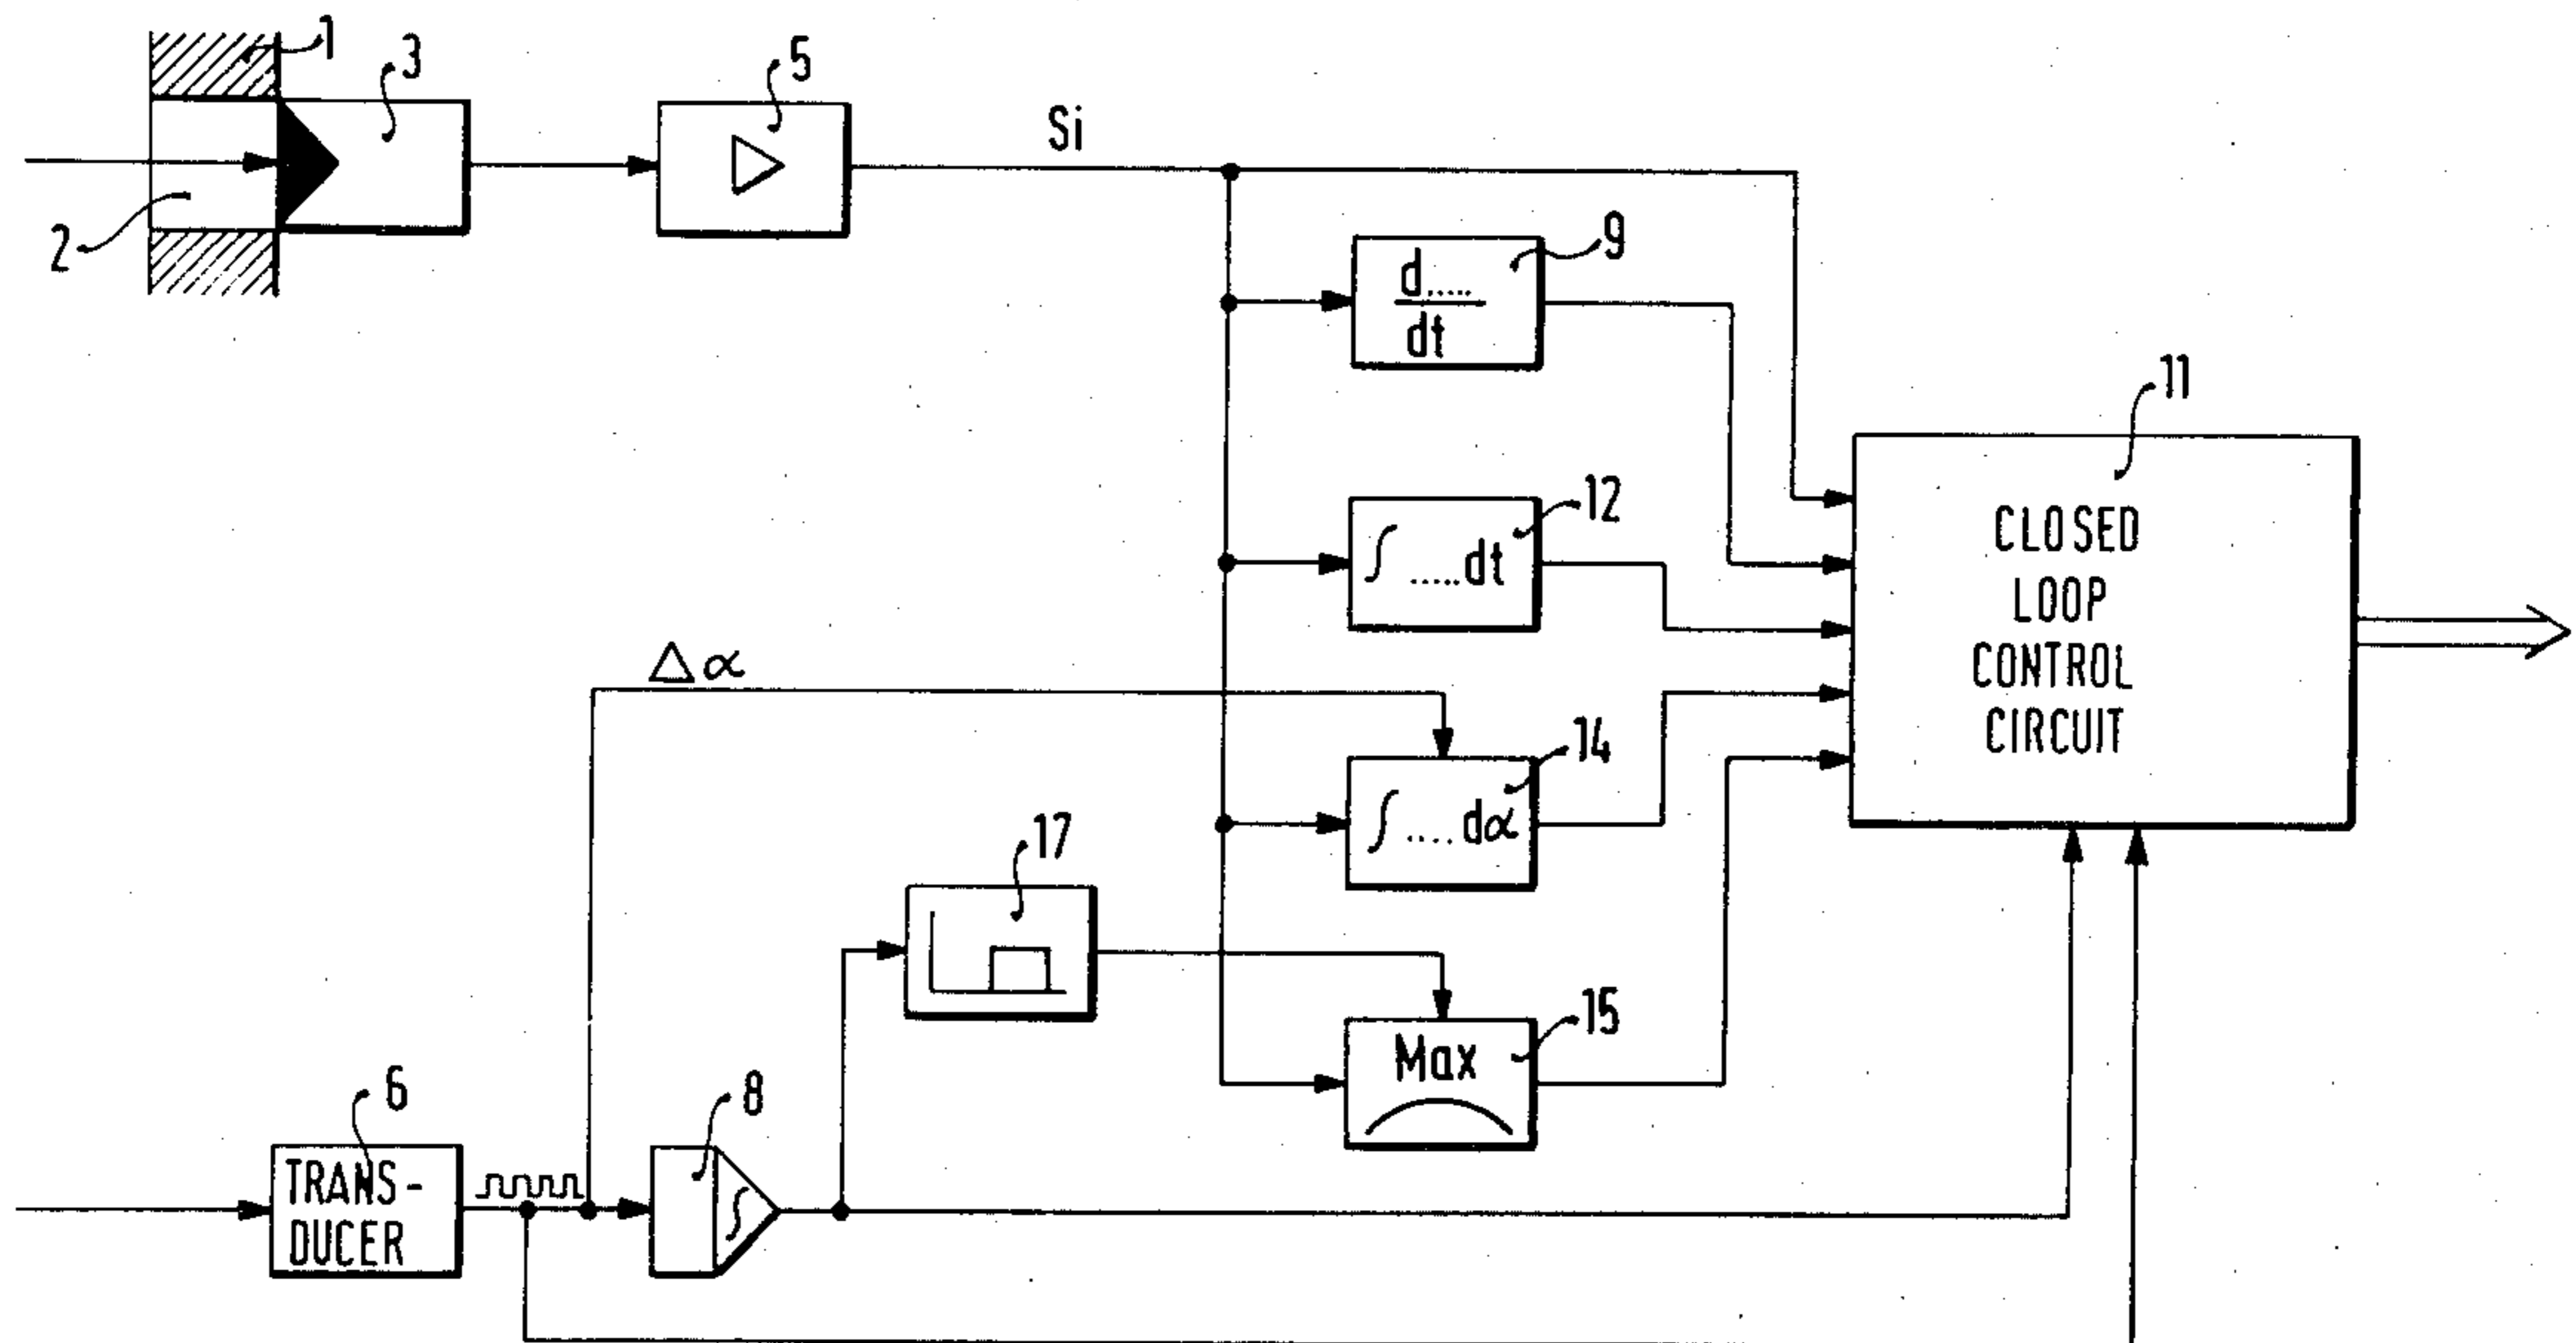 1
3
5
Si
2
9
d.....
dt
11
12
∫ .....dt
CLOSED
LOOP
CONTROL
CIRCUIT
Δα
14
∫ .... dα
17
15
Max
6
8
TRANS-
DUCER
∫